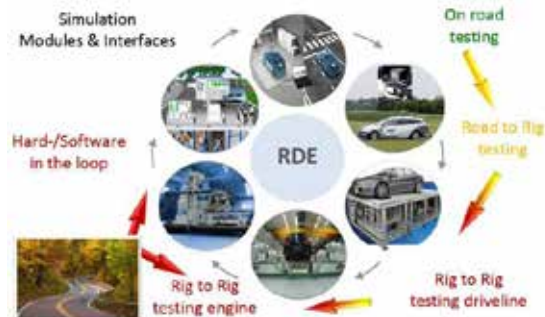 Simulation
Modules & Interfaces
On road
testing
Hard-/Software
in the loop
RDE
Road to Rig
testing
Rig to Rig
testing engine
Rig to Rig
testing driveline